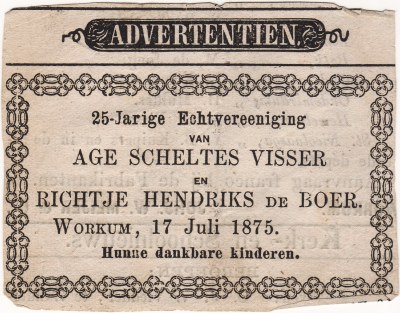 ADVERTENTIEN.
25-Jarige Echtvereeniging
VAN
AGE SCHELTES VISSER
EN
RICHTJE HENDRIKS DE BOER.
WORKUM, 17 Juli 1875.
Hunne dankbare kinderen.